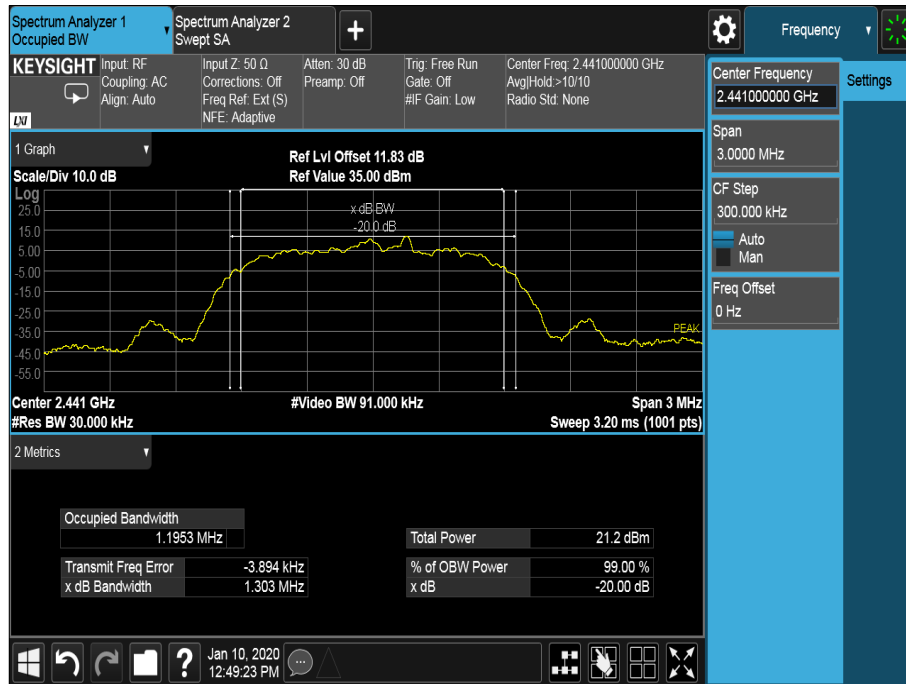 Spectrum Analyzer 1
Occupied BW
Spectrum Analyzer 2
Swept SA
Frequency
KEYSIGHT
LXI
Input: RF
Coupling: AC
Align: Auto
Input Z: 50 Ω
Corrections: Off
Freq Ref: Ext (S)
NFE: Adaptive
Atten: 30 dB
Preamp: Off
Trig: Free Run
Gate: Off
#IF Gain: Low
Center Freq: 2.441000000 GHz
Avg|Hold:>10/10
Radio Std: None
Center Frequency
2.441000000 GHz
Settings
Span
3.0000 MHz
CF Step
300.000 kHz
Auto
Man
Freq Offset
0 Hz
1 Graph
Scale/Div 10.0 dB
Ref Lvl Offset 11.83 dB
Ref Value 35.00 dBm
Log
25.0
15.0
5.00
-5.00
-15.0
-25.0
-35.0
-45.0
-55.0
x dB BW
-20.0 dB
PEAK
Center 2.441 GHz
#Video BW 91.000 kHz
Span 3 MHz
#Res BW 30.000 kHz
Sweep 3.20 ms (1001 pts)
2 Metrics
Occupied Bandwidth
1.1953 MHz
Total Power 21.2 dBm
Transmit Freq Error -3.894 kHz
% of OBW Power 99.00 %
x dB Bandwidth 1.303 MHz
x dB -20.00 dB
?
Jan 10, 2020
12:49:23 PM